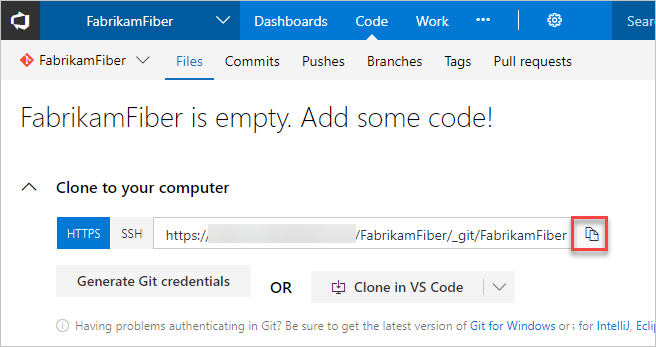 FabrikamFiber Dashboards Code Work ••• Sear
FabrikamFiber Files Commits Pushes Branches Tags Pull requests
FabrikamFiber is empty. Add some code!
Clone to your computer
HTTPS SSH https:// /FabrikamFiber/_git/FabrikamFiber
Generate Git credentials OR Clone in VS Code
Having problems authenticating in Git? Be sure to get the latest version of Git for Windows or for IntelliJ, Eclip